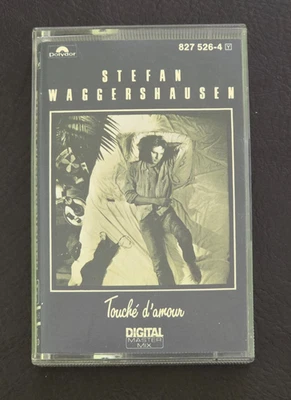 polydor
827 526-4 Y
STEFAN
WAGGERSHAUSEN
Touché d'amour
DIGITAL
MASTER
MIX